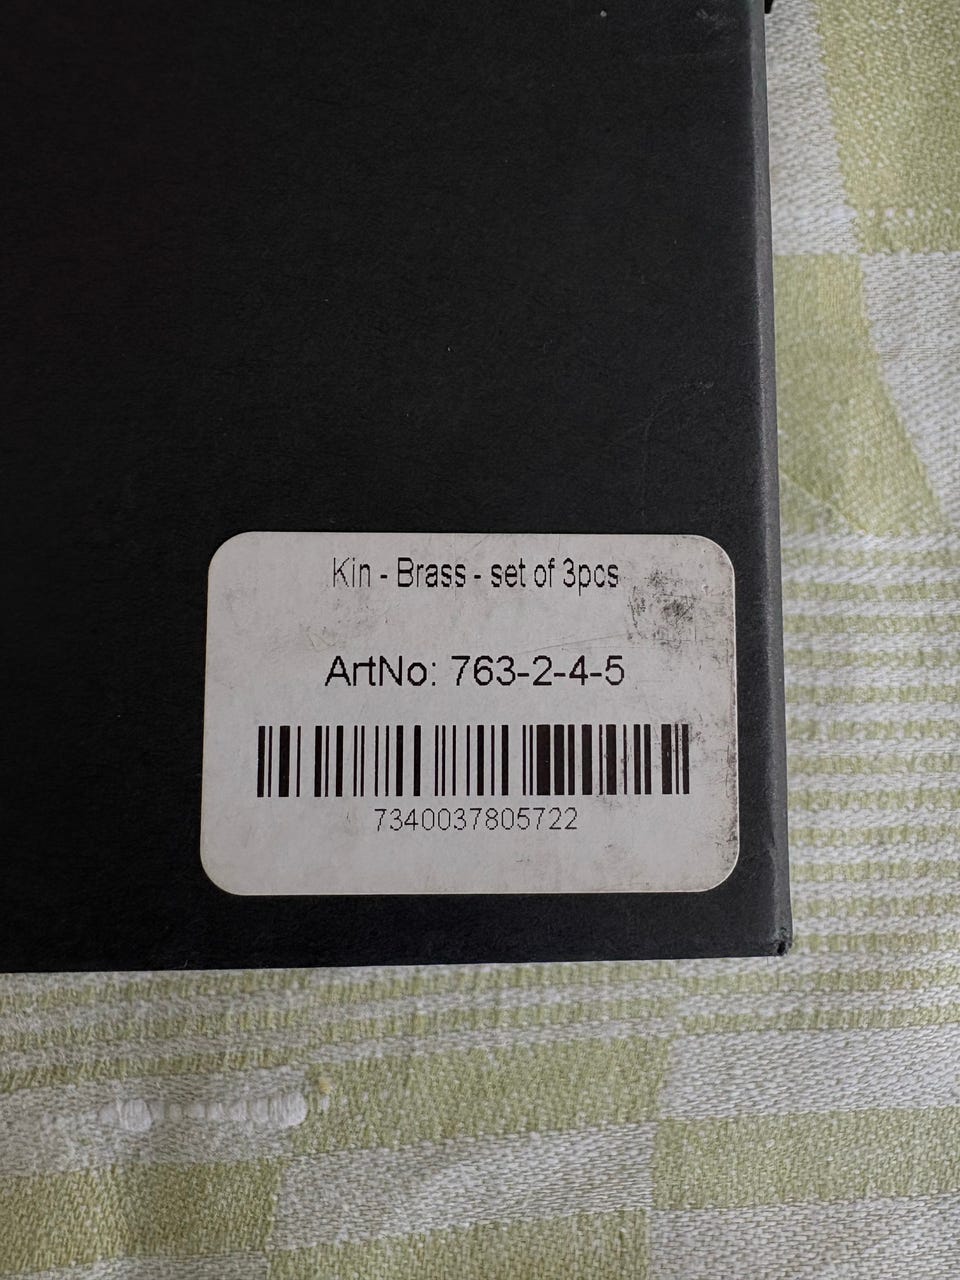 Kin - Brass - set of 3pcs
ArtNo: 763-2-4-5
7340037805722